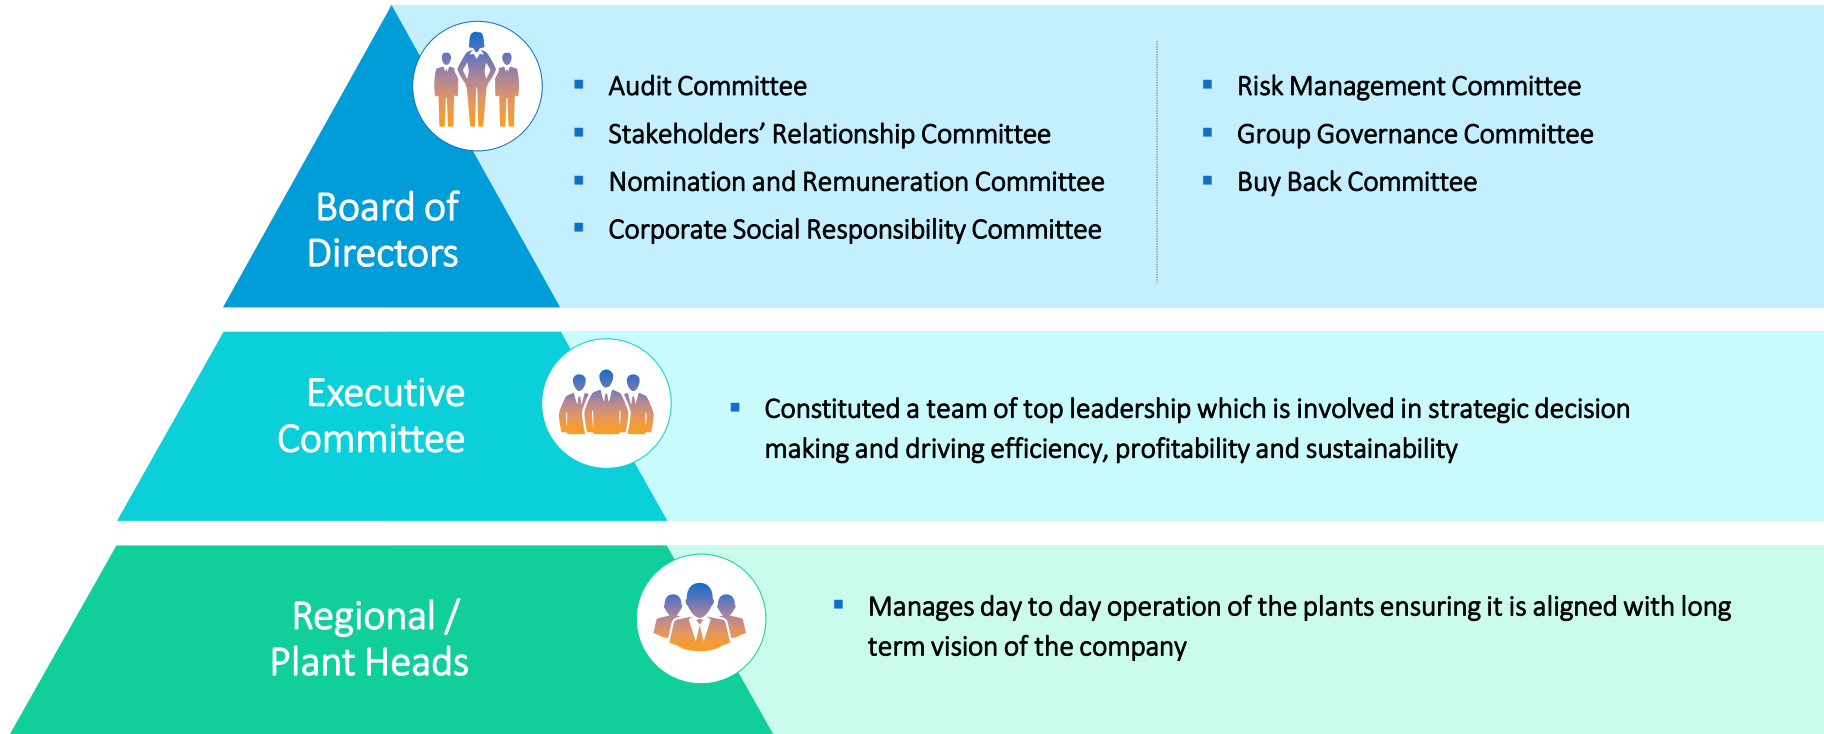 Board of
Directors
▪ Audit Committee
▪ Stakeholders’ Relationship Committee
▪ Nomination and Remuneration Committee
▪ Corporate Social Responsibility Committee
▪ Risk Management Committee
▪ Group Governance Committee
▪ Buy Back Committee
Executive
Committee
▪ Constituted a team of top leadership which is involved in strategic decision
making and driving efficiency, profitability and sustainability
Regional /
Plant Heads
▪ Manages day to day operation of the plants ensuring it is aligned with long
term vision of the company